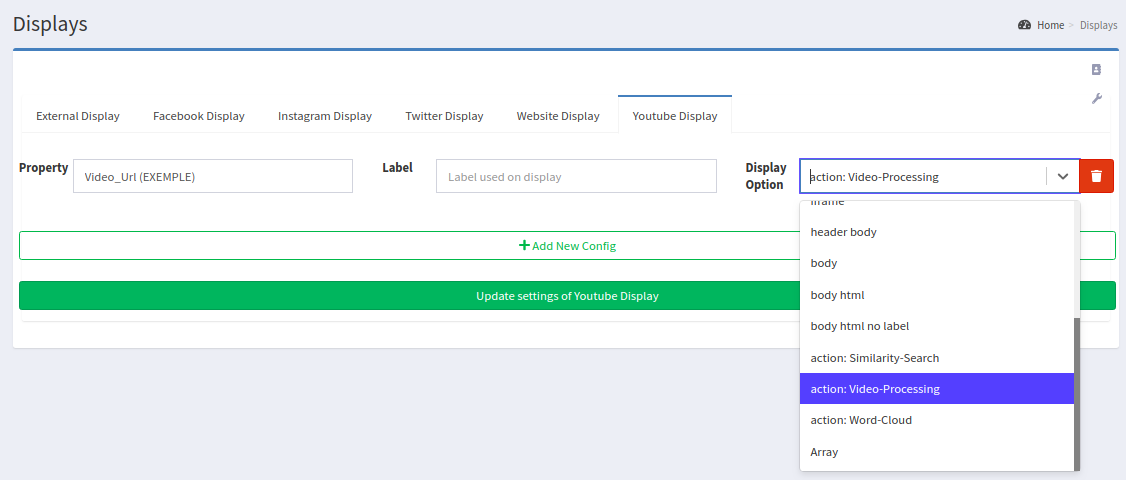 Displays
Home > Displays
External Display
Facebook Display
Instagram Display
Twitter Display
Website Display
Youtube Display
Property
Video_Url (EXEMPLE)
Label
Label used on display
Display
Option
action: Video-Processing
iframe
header body
body
body html
body html no label
action: Similarity-Search
action: Video-Processing
action: Word-Cloud
Array
+ Add New Config
Update settings of Youtube Display